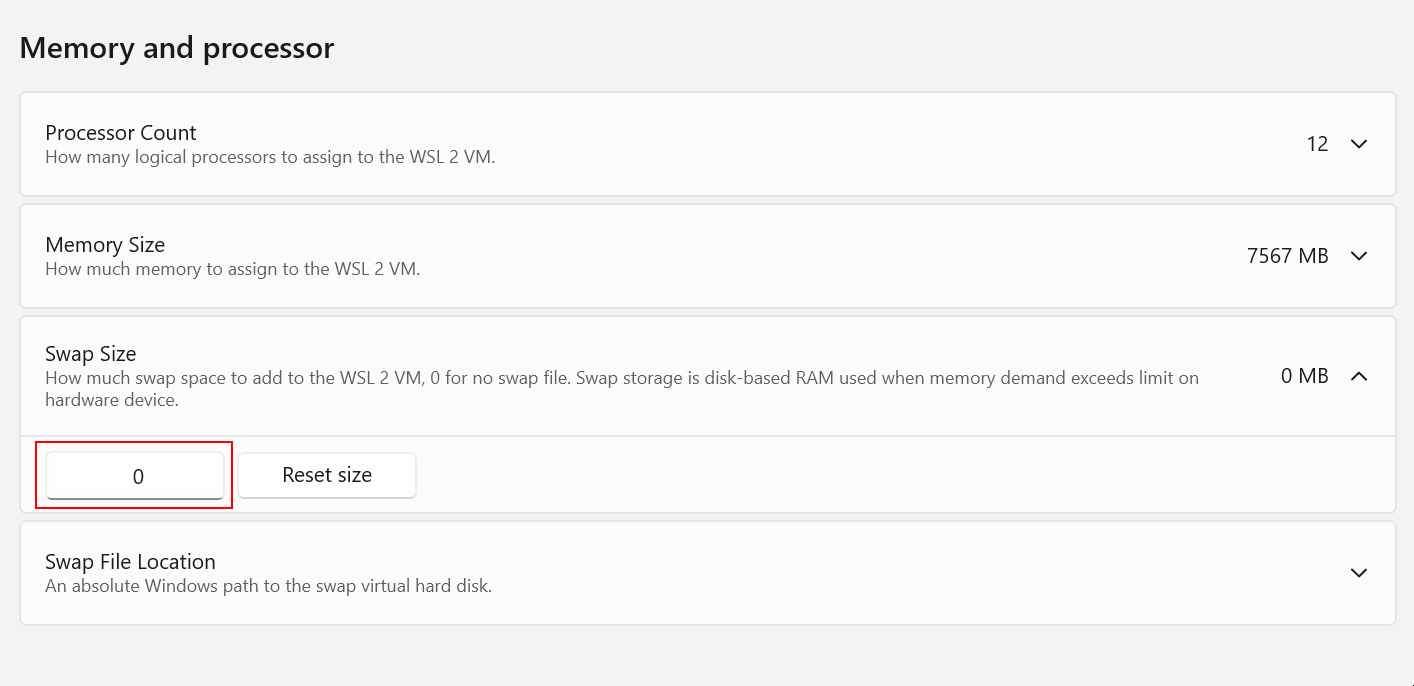 Memory and processor
Processor Count
How many logical processors to assign to the WSL 2 VM.
12
Memory Size
How much memory to assign to the WSL 2 VM.
7567 MB
Swap Size
How much swap space to add to the WSL 2 VM, 0 for no swap file. Swap storage is disk-based RAM used when memory demand exceeds limit on
hardware device.
0 MB
0
Reset size
Swap File Location
An absolute Windows path to the swap virtual hard disk.